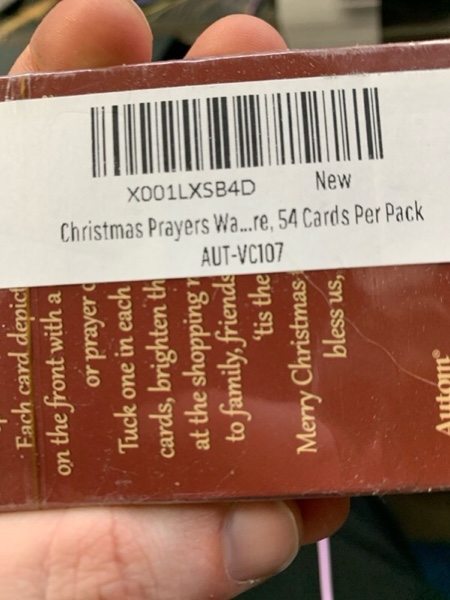 X001LXSB4D New
Christmas Prayers Wa...re, 54 Cards Per Pack
AUT-VC107
Each card depict
on the front with a
or prayer
Tuck one in each
cards, brighten th
at the shopping
to family, friends
'tis the
Merry Christmas
bless us,
Autom®